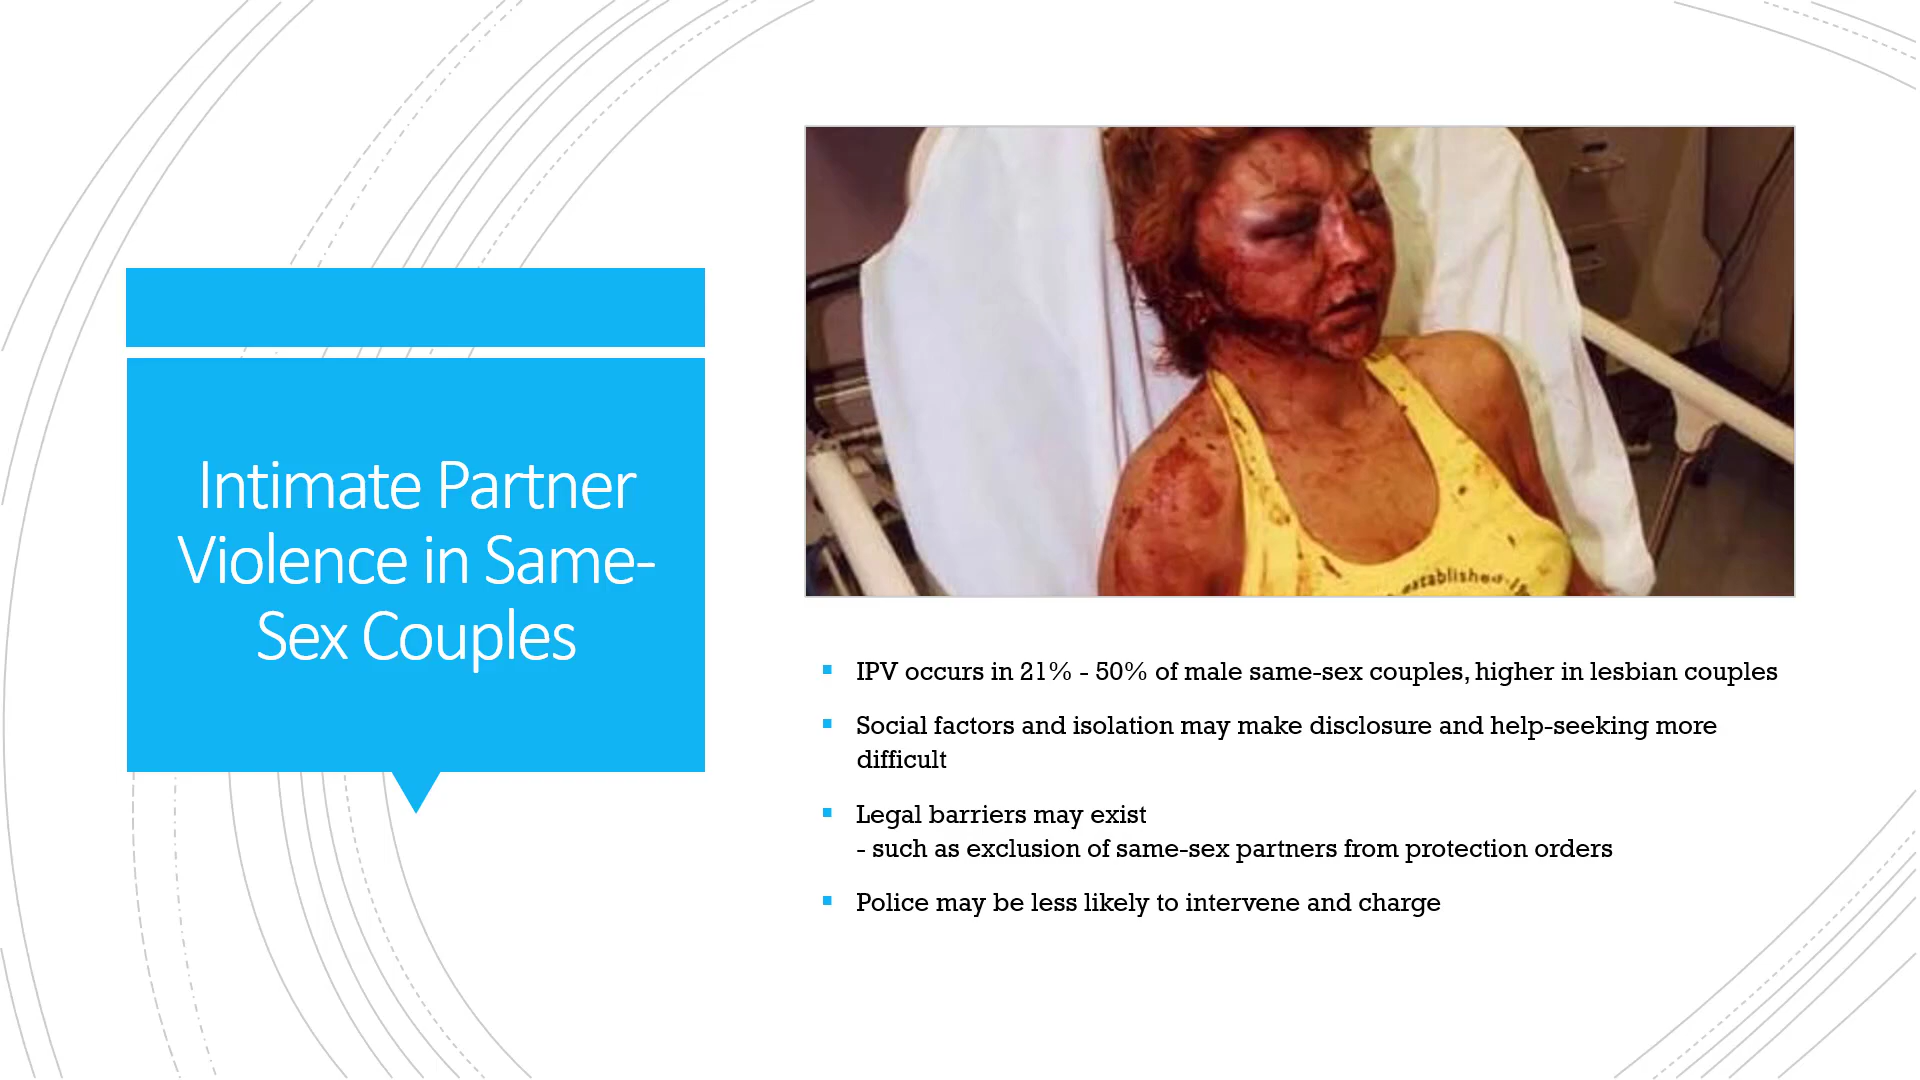 Intimate Partner
Violence in Same-
Sex Couples
established
IPV occurs in 21% - 50% of male same-sex couples, higher in lesbian couples
Social factors and isolation may make disclosure and help-seeking more
difficult
Legal barriers may exist
- such as exclusion of same-sex partners from protection orders
Police may be less likely to intervene and charge